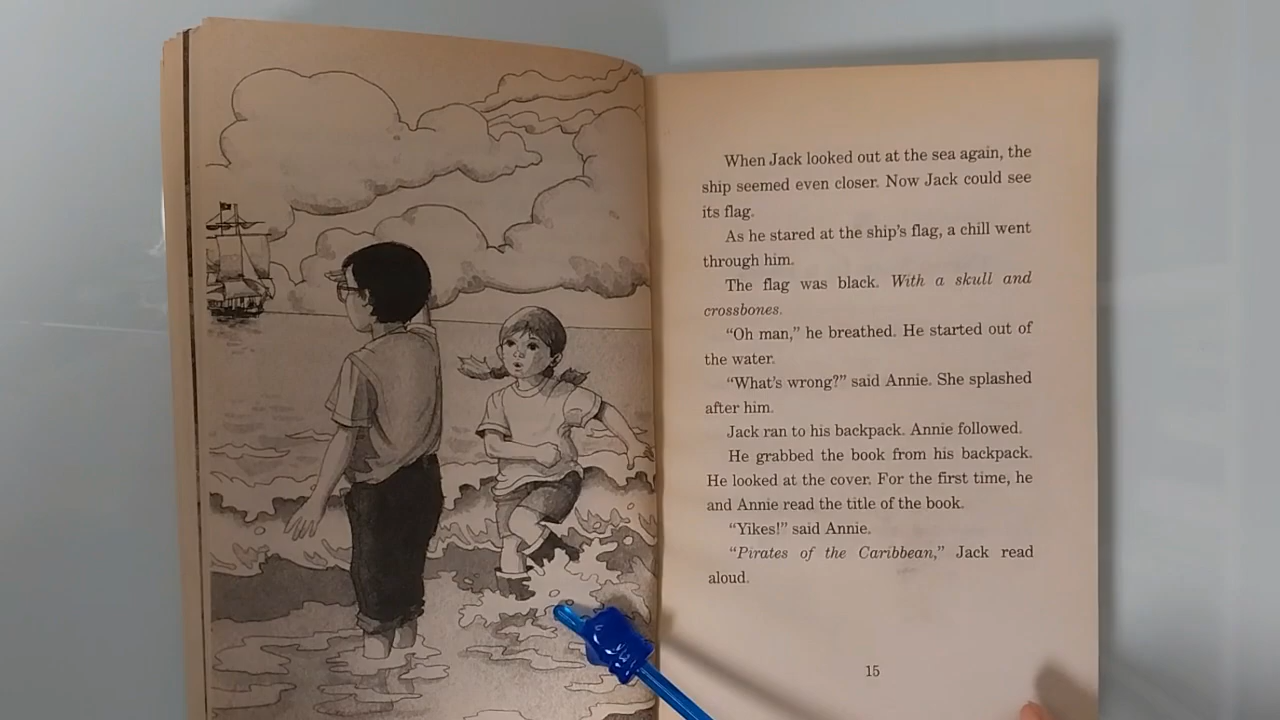 When Jack looked out at the sea again, the
ship seemed even closer. Now Jack could see
its flag.
As he stared at the ship's flag, a chill went
through him.
The flag was black. With a skull and
crossbones.
“Oh man,” he breathed. He started out of
the water.
“What's wrong?” said Annie. She splashed
after him.
Jack ran to his backpack. Annie followed.
He grabbed the book from his backpack.
He looked at the cover. For the first time, he
and Annie read the title of the book.
“Yikes!” said Annie.
“Pirates of the Caribbean,” Jack read
aloud.
15